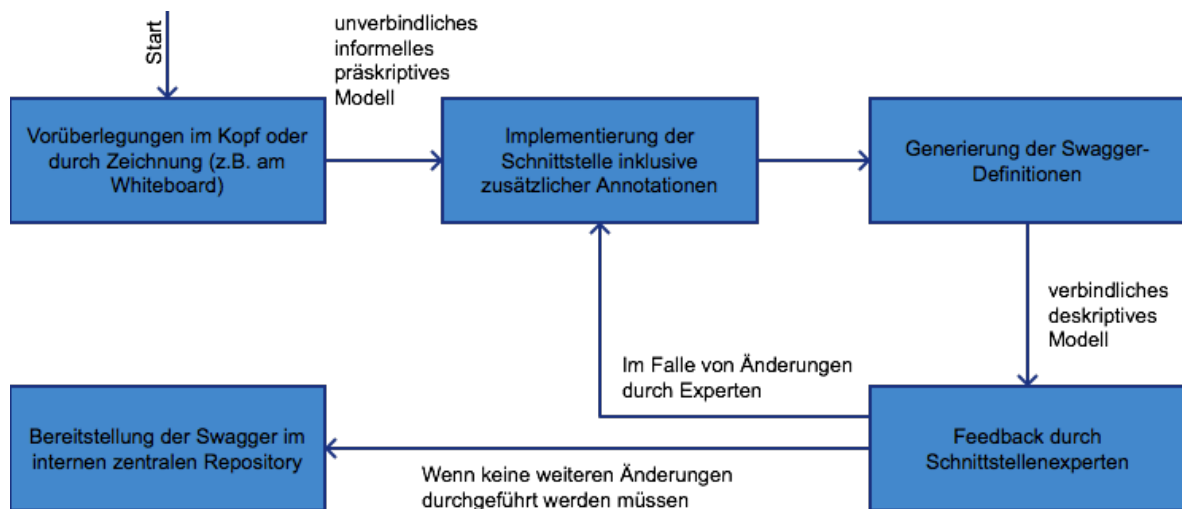 Start
unverbindliches
informelles
präskriptives
Modell
Vorüberlegungen im Kopf oder
durch Zeichnung (z.B. am
Whiteboard)
Implementierung der
Schnittstelle inklusive
zusätzlicher Annotationen
Generierung der Swagger-
Definitionen
verbindliches
deskriptives
Modell
Im Falle von Änderungen
durch Experten
Feedback durch
Schnittstellenexperten
Wenn keine weiteren Änderungen
durchgeführt werden müssen
Bereitstellung der Swagger im
internen zentralen Repository